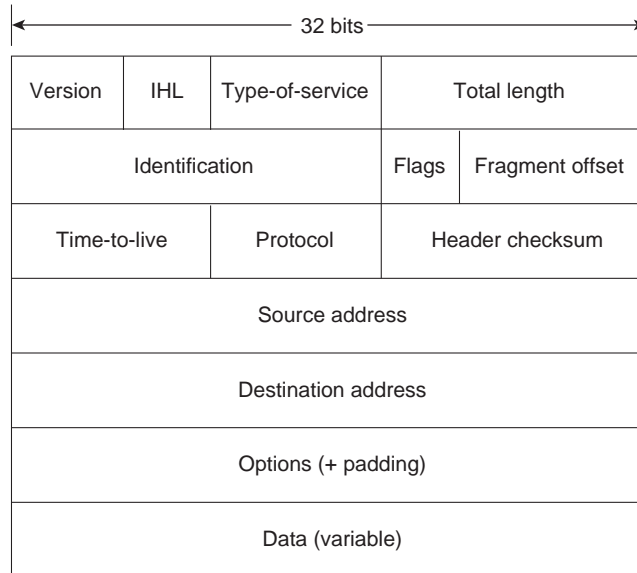 32 bits
Version IHL Type-of-service Total length
Identification Flags Fragment offset
Time-to-live Protocol Header checksum
Source address
Destination address
Options (+ padding)
Data (variable)